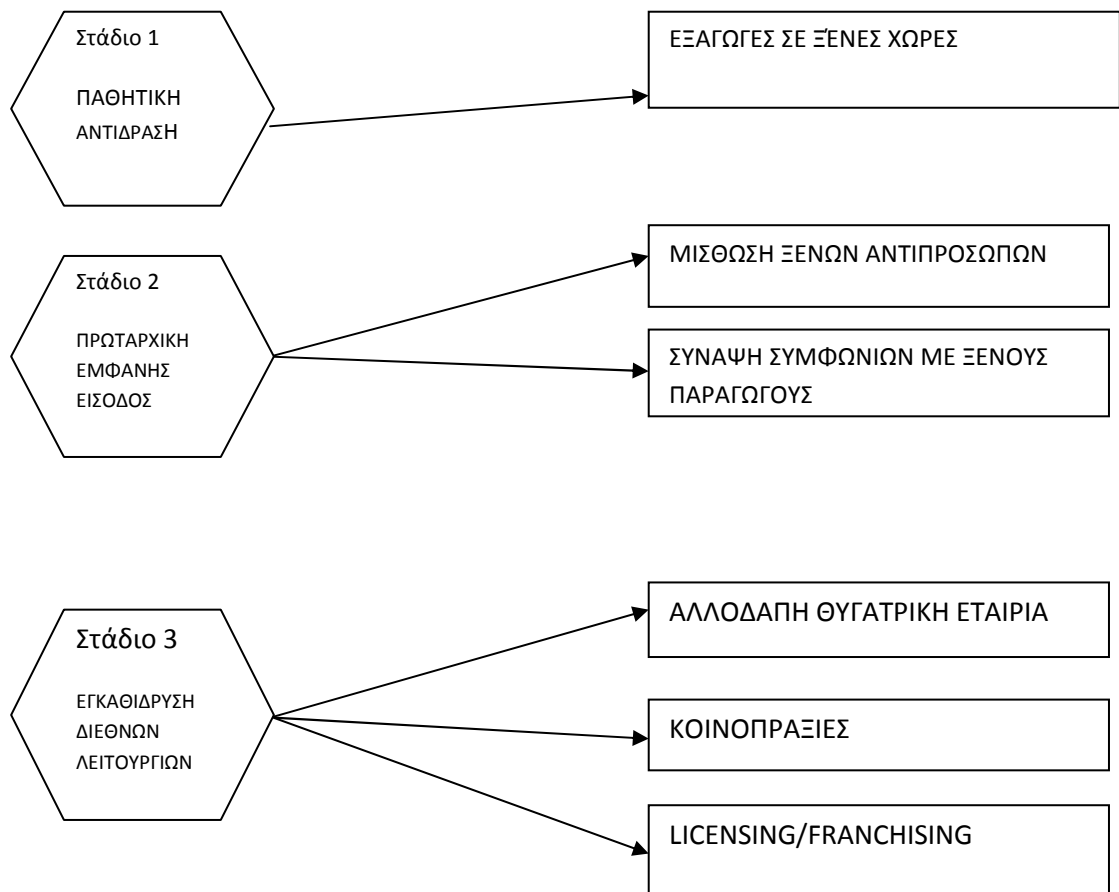 Στάδιο 1
ΠΑΘΗΤΙΚΗ
ΑΝΤΙΔΡΑΣΗ
ΕΞΑΓΩΓΕΣ ΣΕ ΞΈΝΕΣ ΧΩΡΕΣ
Στάδιο 2
ΠΡΩΤΑΡΧΙΚΗ
ΕΜΦΑΝΗΣ
ΕΙΣΟΔΟΣ
ΜΙΣΘΩΣΗ ΞΕΝΩΝ ΑΝΤΙΠΡΟΣΩΠΩΝ
ΣΥΝΑΨΗ ΣΥΜΦΩΝΙΩΝ ΜΕ ΞΕΝΟΥΣ
ΠΑΡΑΓΩΓΟΥΣ
Στάδιο 3
ΕΓΚΑΘΙΔΡΥΣΗ
ΔΙΕΘΝΩΝ
ΛΕΙΤΟΥΡΓΙΩΝ
ΑΛΛΟΔΑΠΗ ΘΥΓΑΤΡΙΚΗ ΕΤΑΙΡΙΑ
ΚΟΙΝΟΠΡΑΞΙΕΣ
LICENSING/FRANCHISING